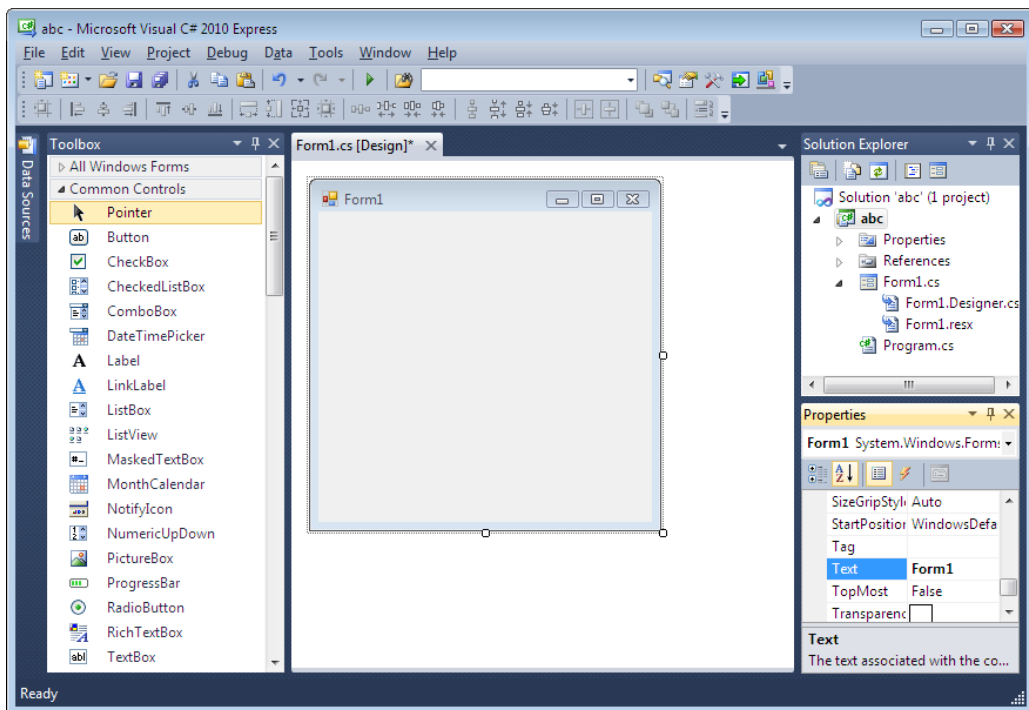 abc - Microsoft Visual C# 2010 Express
File Edit View Project Debug Data Tools Window Help
Data Sources
Toolbox
All Windows Forms
Common Controls
Pointer
Button
CheckBox
CheckedListBox
ComboBox
DateTimePicker
Label
LinkLabel
ListBox
ListView
MaskedTextBox
MonthCalendar
NotifyIcon
NumericUpDown
PictureBox
ProgressBar
RadioButton
RichTextBox
TextBox
Form1.cs [Design]*
Form1
Solution Explorer
Solution 'abc' (1 project)
abc
Properties
References
Form1.cs
Form1.Designer.cs
Form1.resx
Program.cs
Properties
Form1 System.Windows.Form
SizeGripStyl Auto
StartPosition WindowsDefa
Tag
Text Form1
TopMost False
Transparenc
Text
The text associated with the co...
Ready